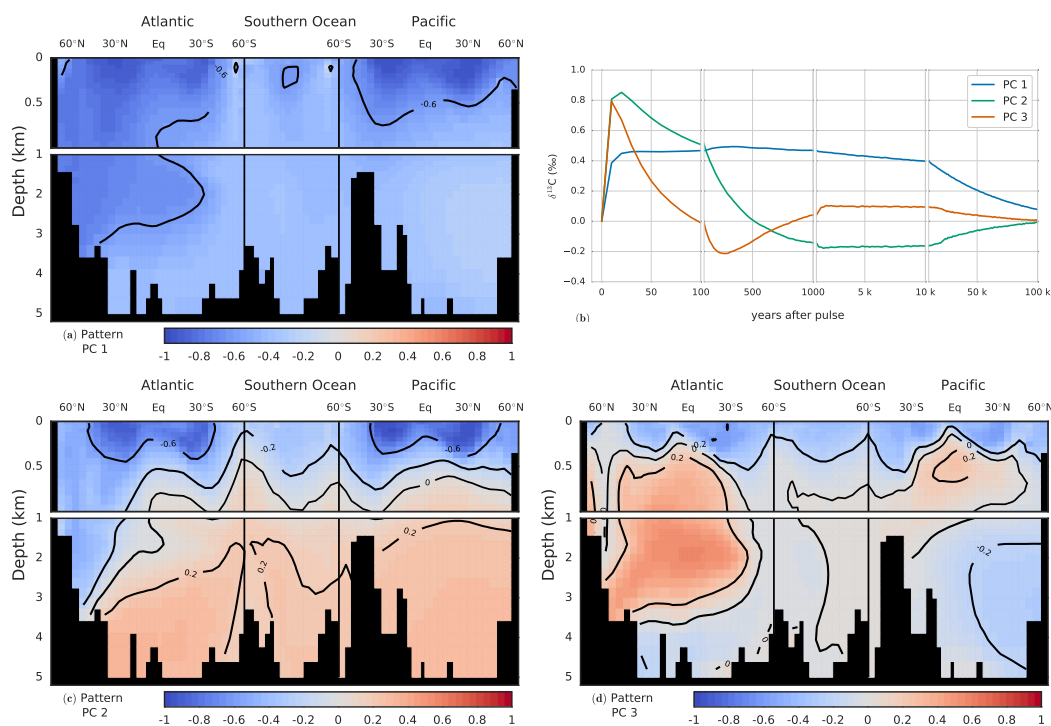 Atlantic Southern Ocean Pacific
60°N 30°N Eq 30°S 60°S 60°S 30°S Eq 30°N 60°N
Depth (km)
0
0.5
1
1
2
3
4
5
-0.6
-0.6
(a) Pattern
PC 1
-1 -0.8 -0.6 -0.4 -0.2 0 0.2 0.4 0.6 0.8 1
δ¹³C (‰)
1.0
0.8
0.6
0.4
0.2
0.0
−0.2
−0.4
PC 1
PC 2
PC 3
0 50 100 500 1000 5 k 10 k 50 k 100 k
years after pulse
(b)
Atlantic Southern Ocean Pacific
60°N 30°N Eq 30°S 60°S 60°S 30°S Eq 30°N 60°N
Depth (km)
0
0.5
1
1
2
3
4
5
-0.6
-0.2
-0.6
0
0.2
0.2
0.2
(c) Pattern
PC 2
-1 -0.8 -0.6 -0.4 -0.2 0 0.2 0.4 0.6 0.8 1
Atlantic Southern Ocean Pacific
60°N 30°N Eq 30°S 60°S 60°S 30°S Eq 30°N 60°N
Depth (km)
0
0.5
1
1
2
3
4
5
-0.2
0
0.2
0
0.2
0
-0.2
0
0
(d) Pattern
PC 3
-1 -0.8 -0.6 -0.4 -0.2 0 0.2 0.4 0.6 0.8 1